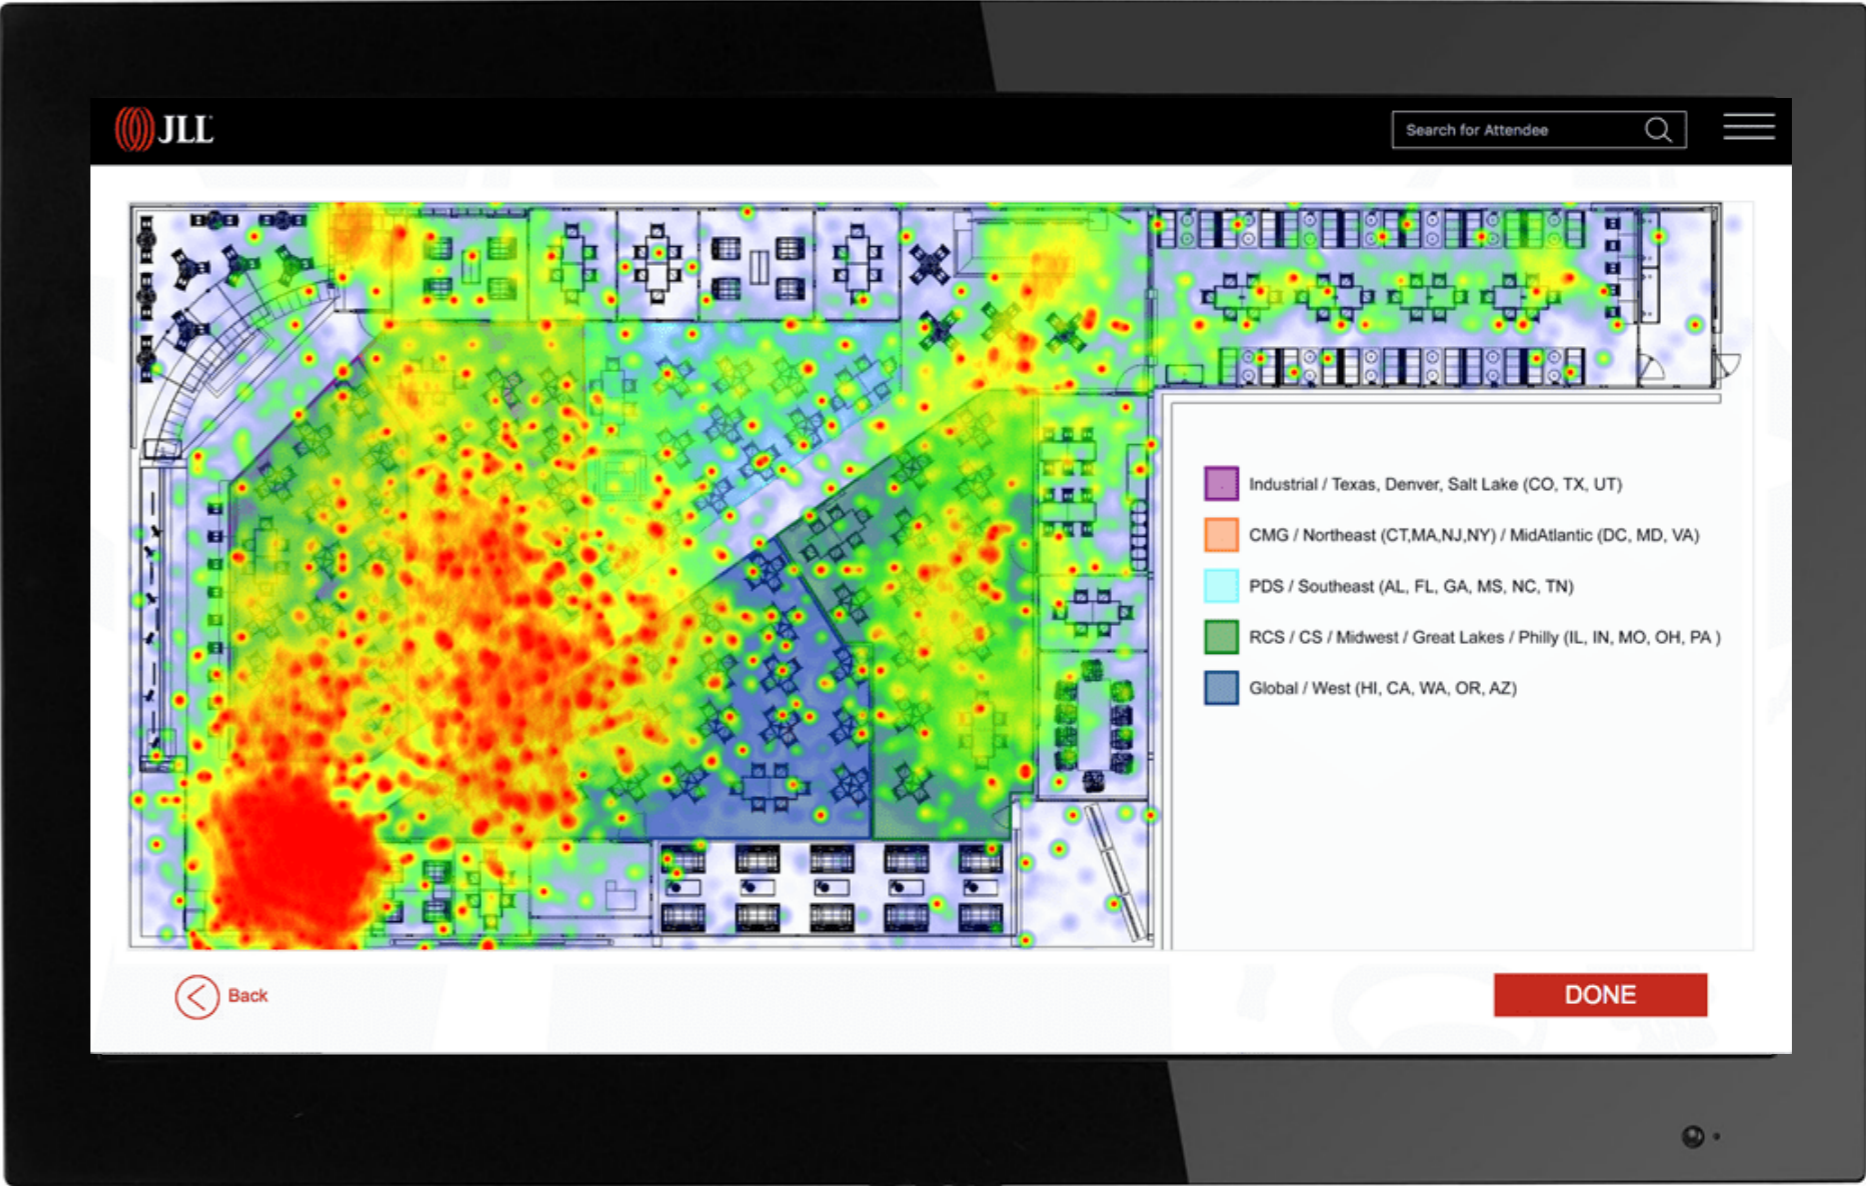 JLL
Search for Attendee
Industrial / Texas, Denver, Salt Lake (CO, TX, UT)
CMG / Northeast (CT,MA,NJ,NY) / MidAtlantic (DC, MD, VA)
PDS / Southeast (AL, FL, GA, MS, NC, TN)
RCS / CS / Midwest / Great Lakes / Philly (IL, IN, MO, OH, PA )
Global / West (HI, CA, WA, OR, AZ)
Back
DONE